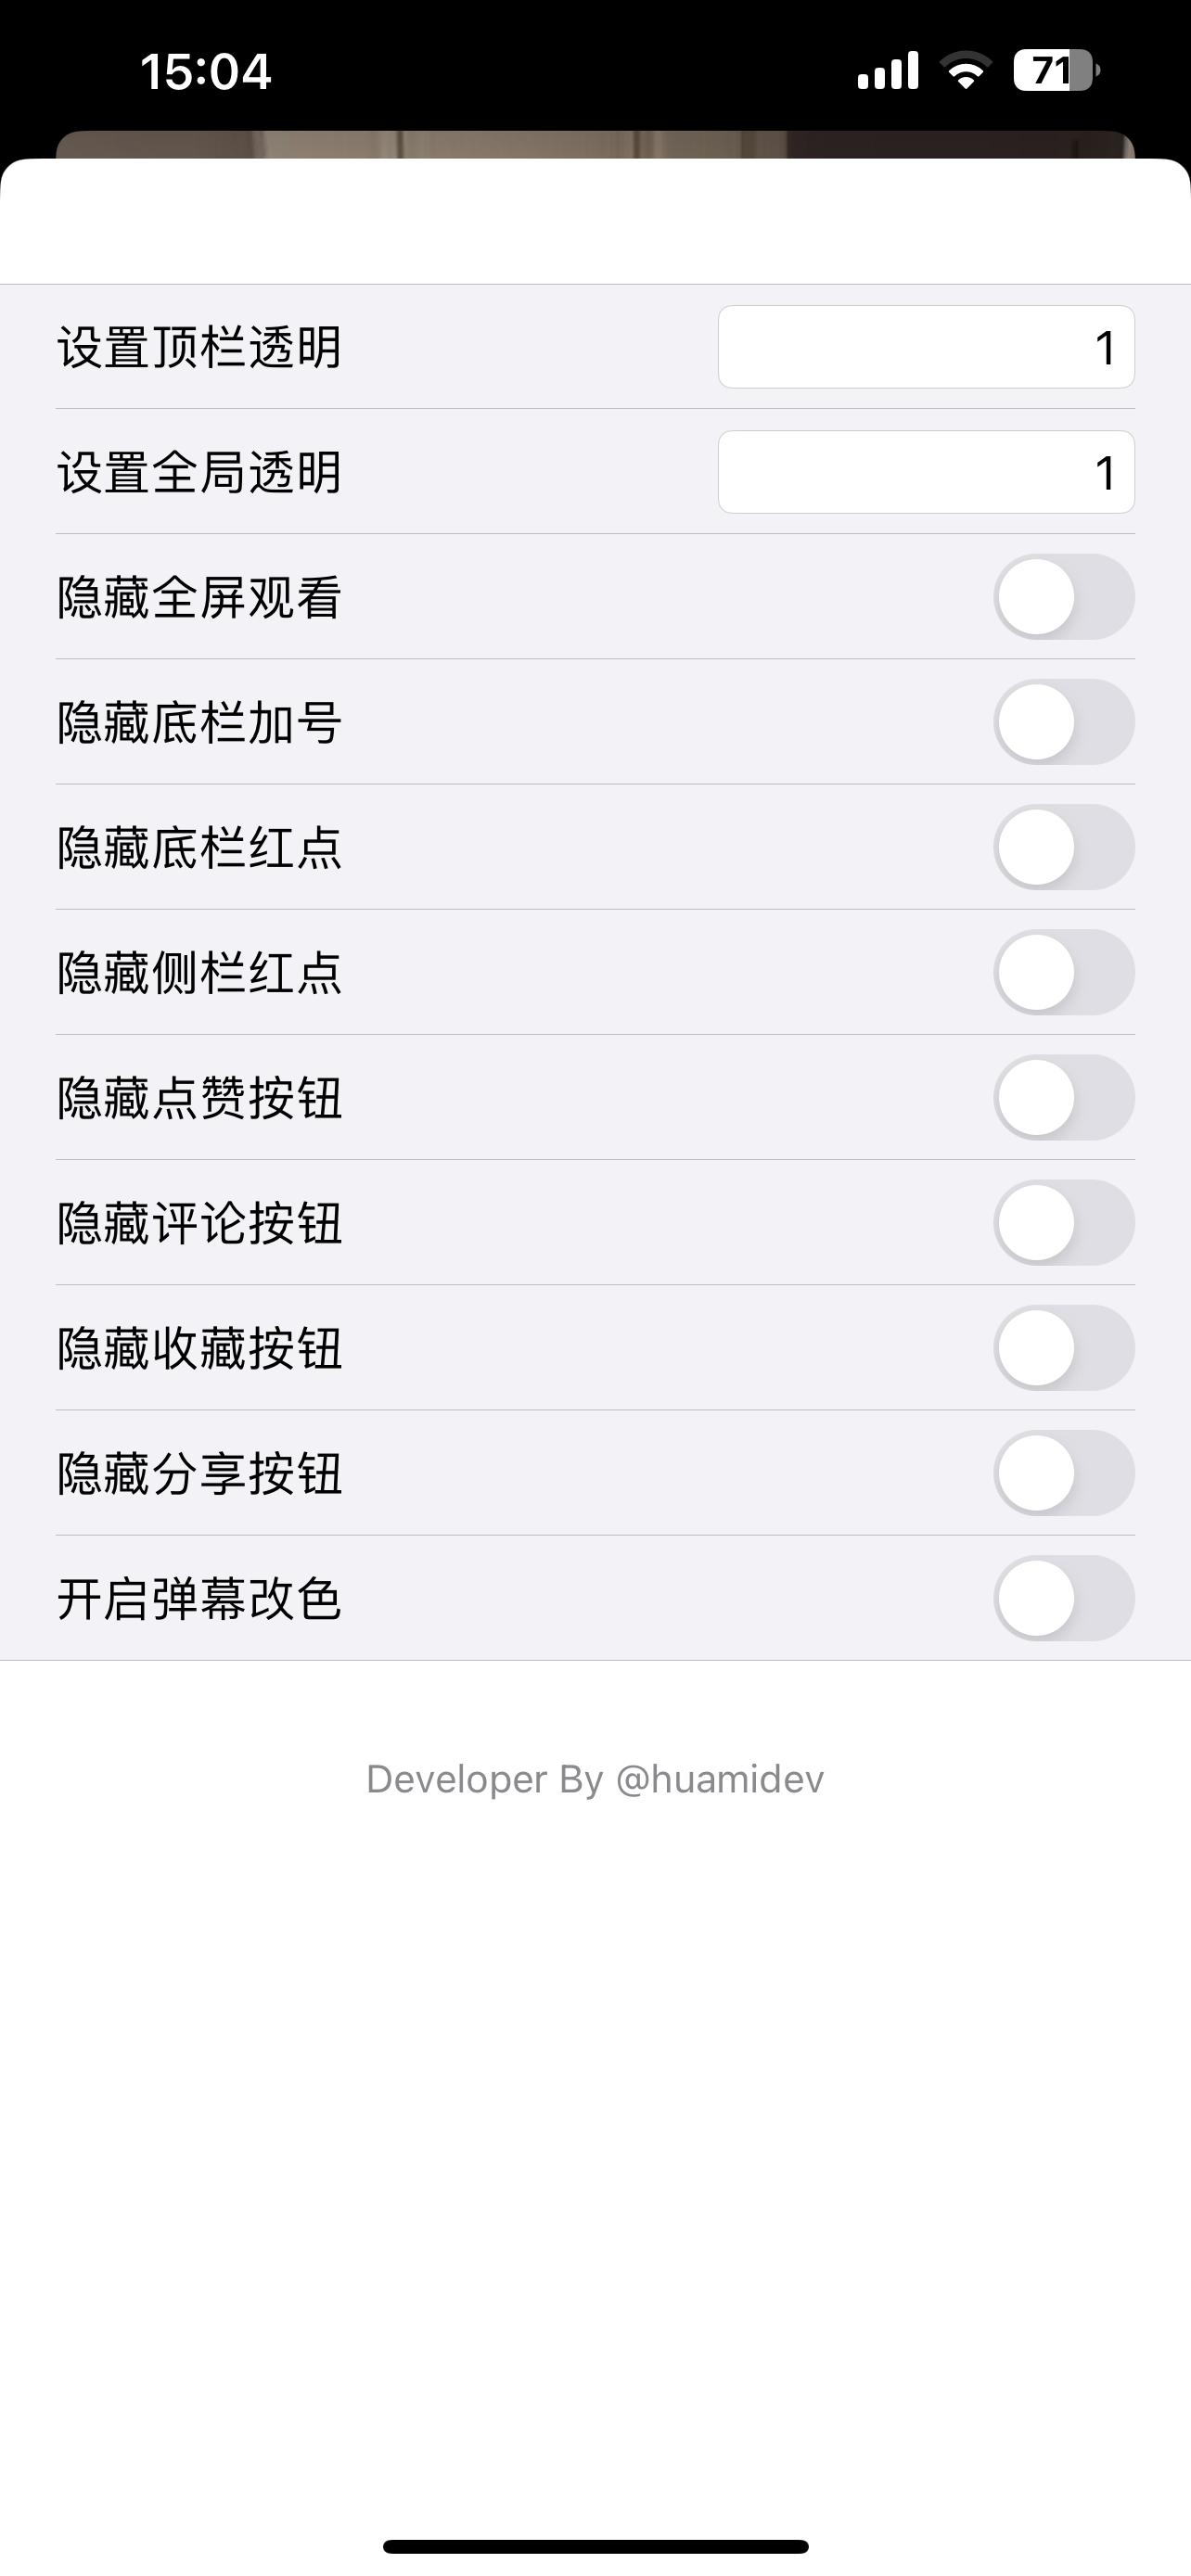 15:04
71
设置顶栏透明 1
设置全局透明 1
隐藏全屏观看
隐藏底栏加号
隐藏底栏红点
隐藏侧栏红点
隐藏点赞按钮
隐藏评论按钮
隐藏收藏按钮
隐藏分享按钮
开启弹幕改色
Developer By @huamidev